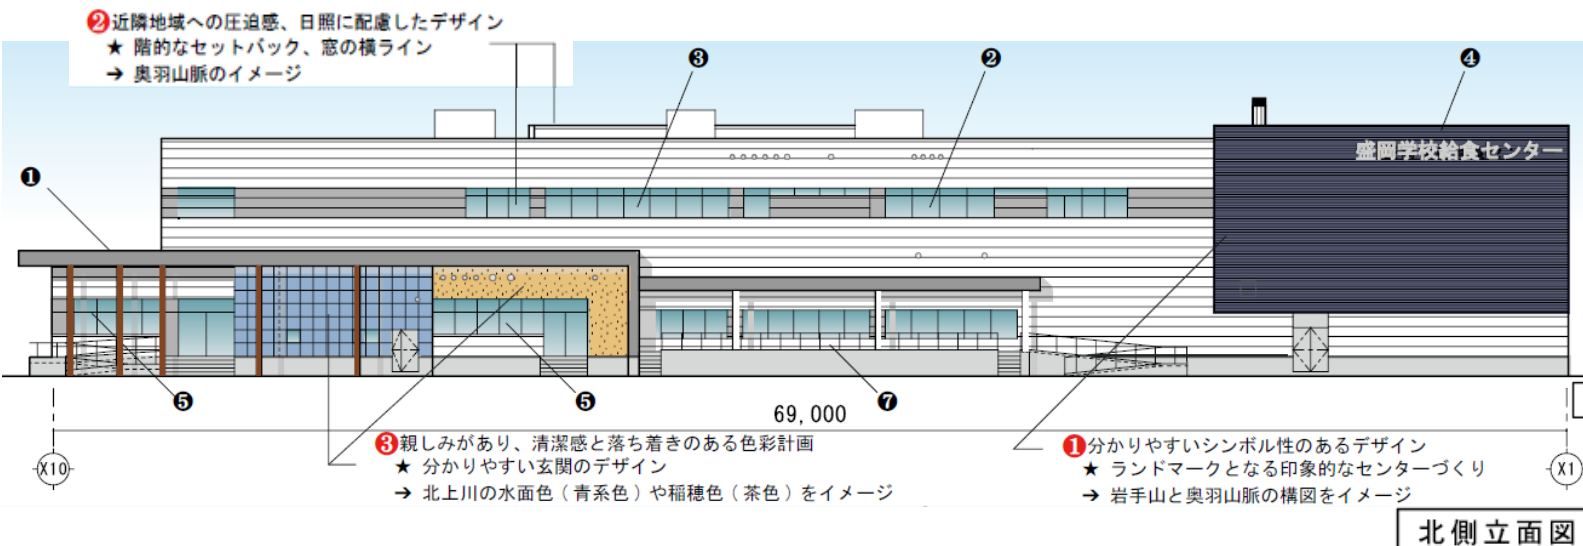 ❷近隣地域への圧迫感、日照に配慮したデザイン
★ 階的なセットバック、窓の横ライン
→ 奥羽山脈のイメージ
❸
❷
❹
盛岡学校給食センター
❶
❺
❺
❼
69,000
❸親しみがあり、清潔感と落ち着きのある色彩計画
★ 分かりやすい玄関のデザイン
→ 北上川の水面色(青系色)や稲穂色(茶色)をイメージ
❶分かりやすいシンボル性のあるデザイン
★ ランドマークとなる印象的なセンターづくり
→ 岩手山と奥羽山脈の構図をイメージ
X10
X1
北側立面図